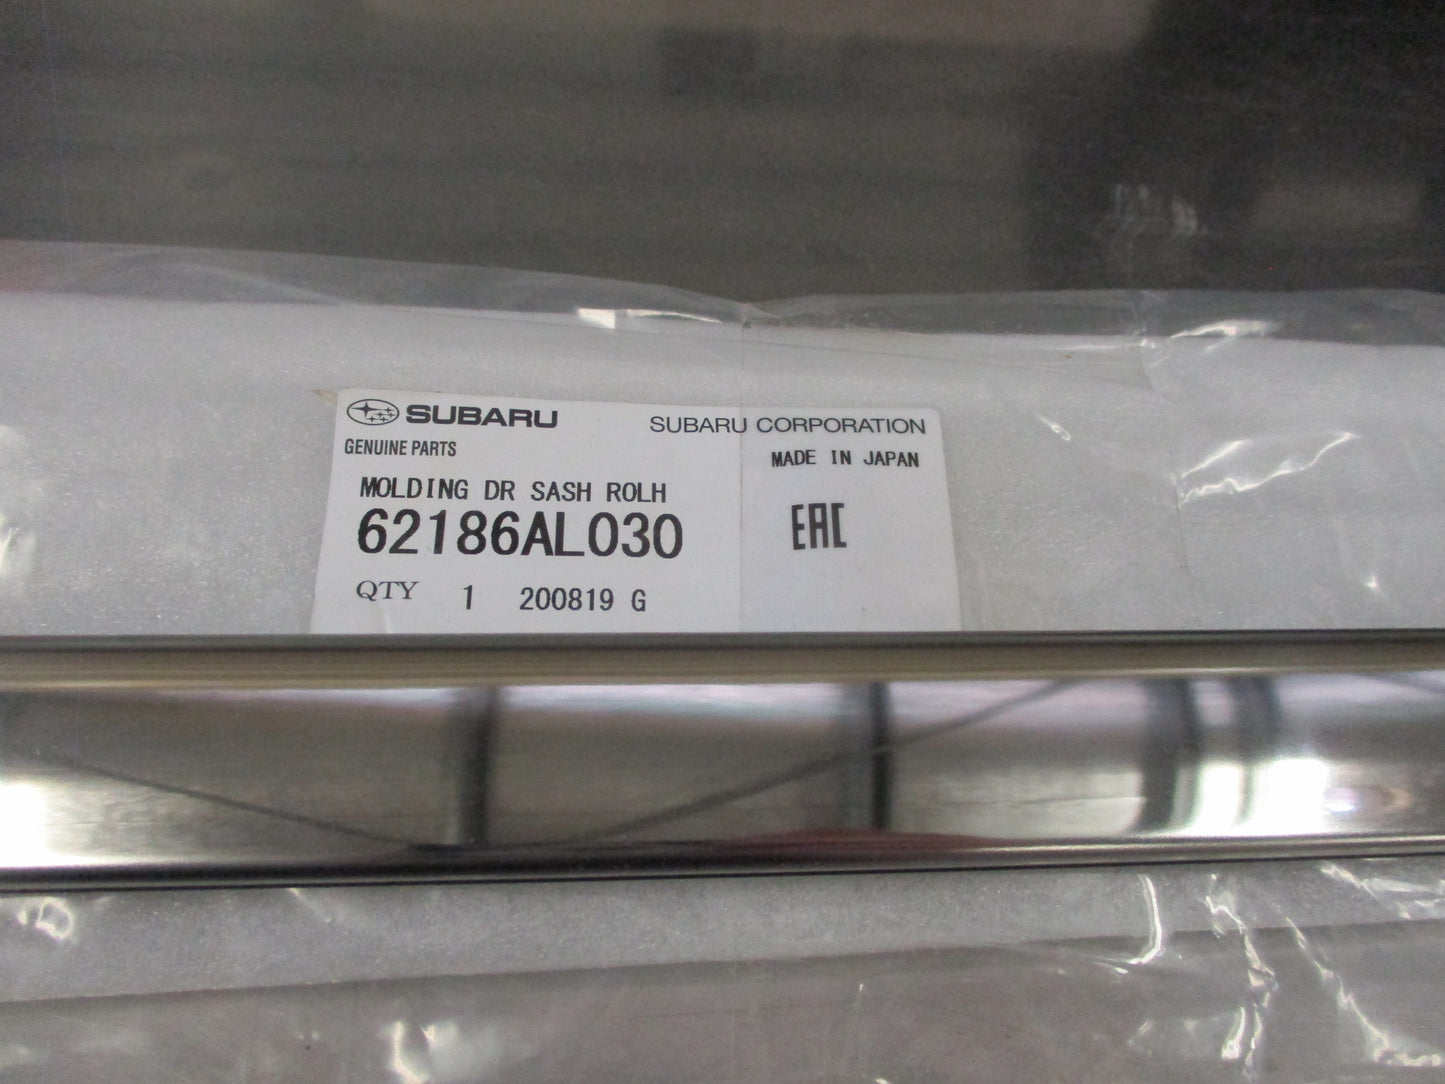 SUBARU
SUBARU CORPORATION
GENUINE PARTS
MADE IN JAPAN
MOLDING DR SASH ROLH
62186AL030
EAC
QTY 1 200819 G